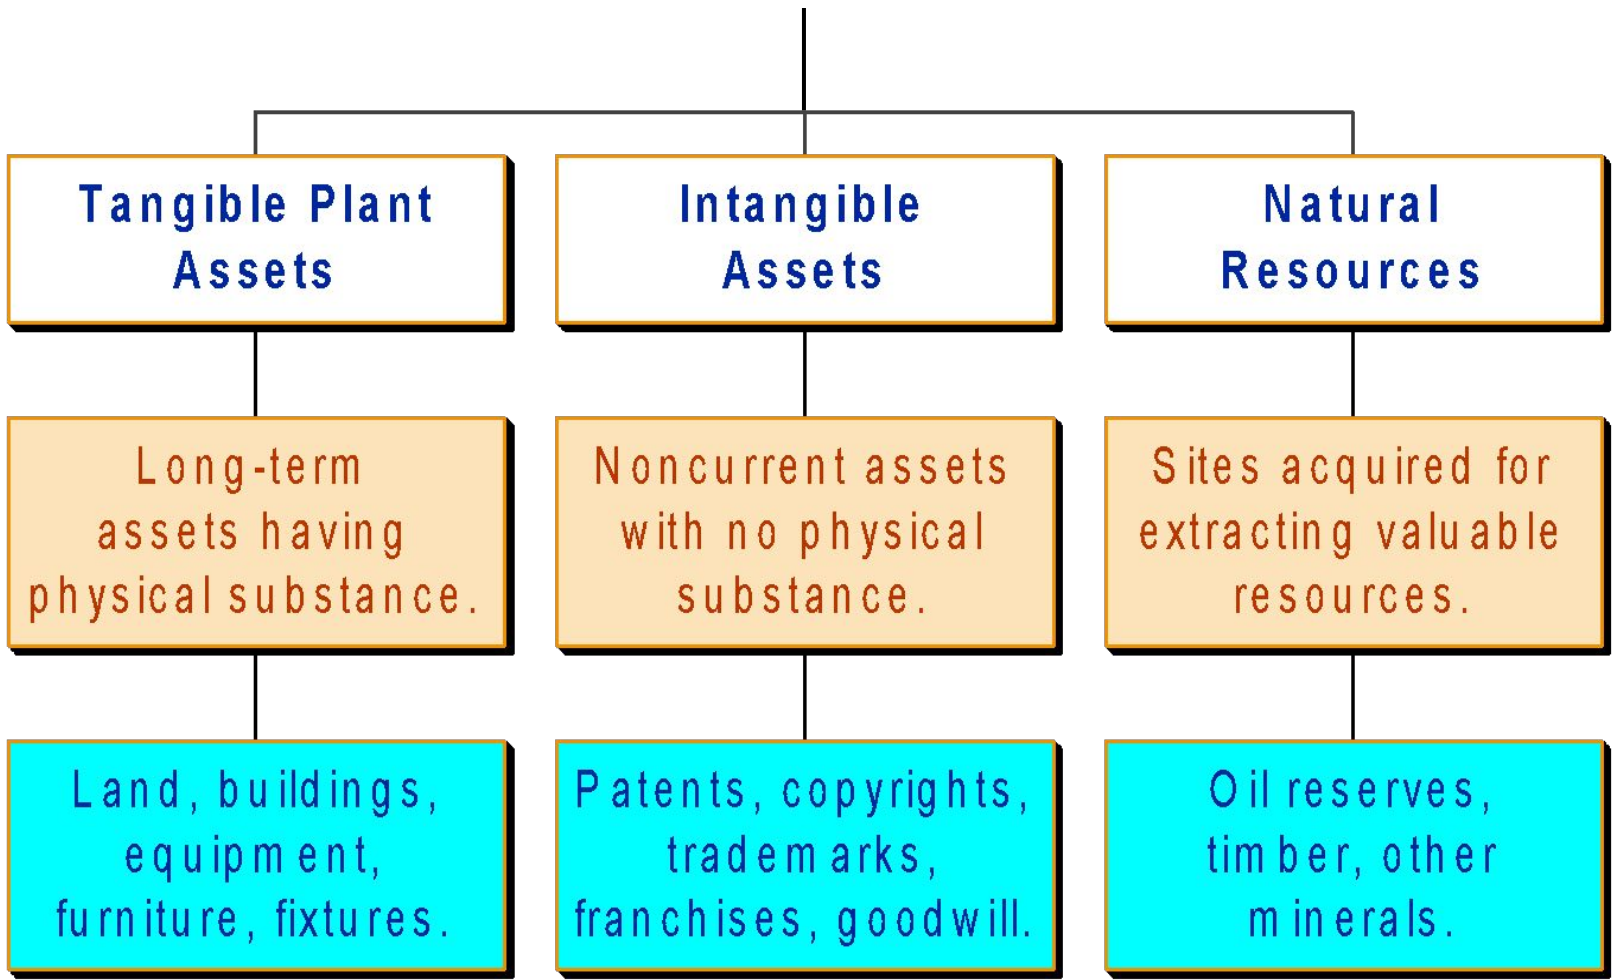 Tangible Plant
Assets
Intangible
Assets
Natural
Resources
Long-term
assets having
physical substance.
Noncurrent assets
with no physical
substance.
Sites acquired for
extracting valuable
resources.
Land, buildings,
equipment,
furniture, fixtures.
Patents, copyrights,
trademarks,
franchises, goodwill.
Oil reserves,
timber, other
minerals.